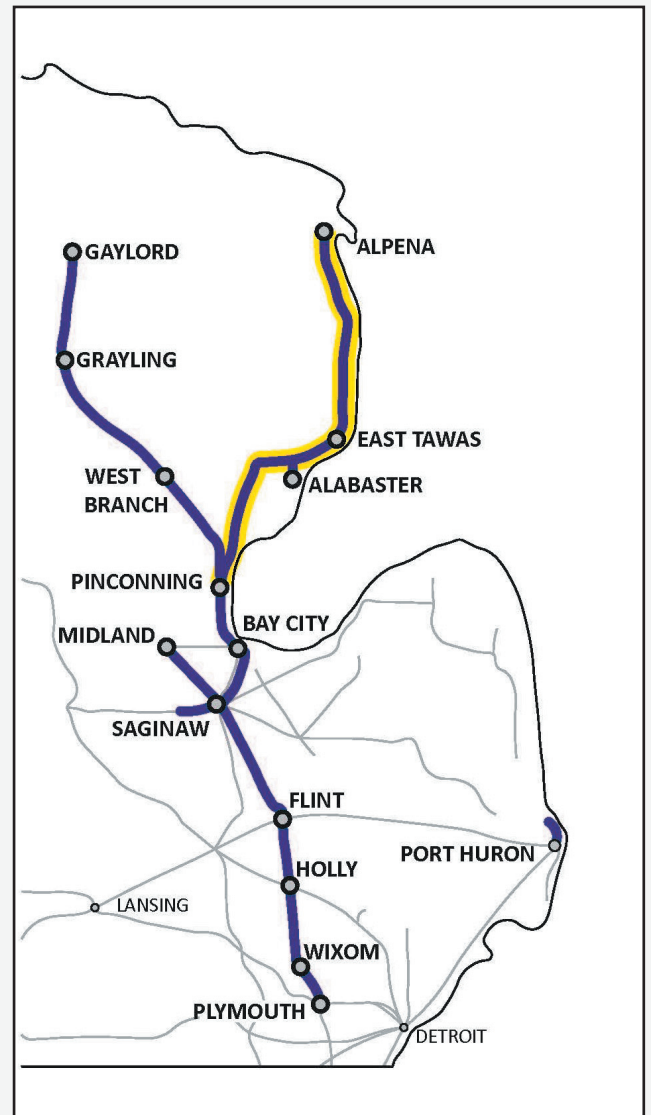 ALPENA
GAYLORD
GRAYLING
EAST TAWAS
WEST
BRANCH
ALABASTER
PINCONNING
BAY CITY
MIDLAND
SAGINAW
FLINT
PORT HURON
HOLLY
LANSING
WIXOM
PLYMOUTH
DETROIT